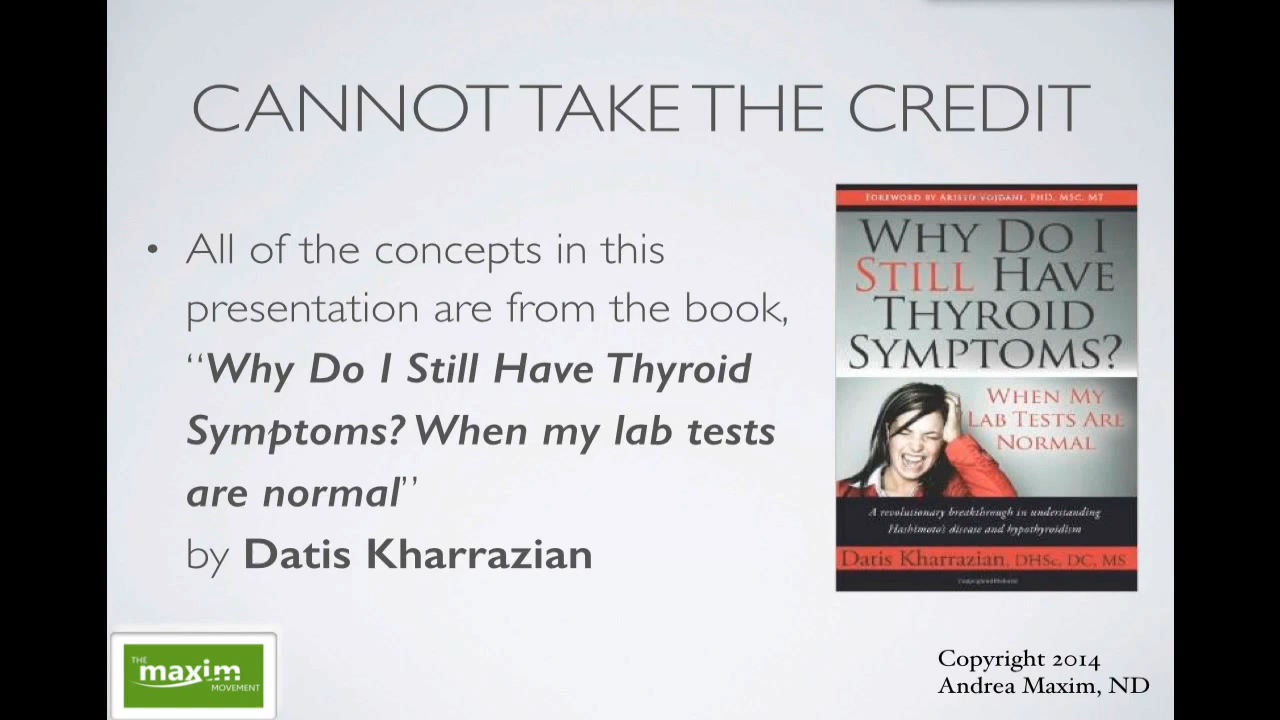 CANNOT TAKE THE CREDIT
• All of the concepts in this
presentation are from the book,
“Why Do I Still Have Thyroid
Symptoms? When my lab tests
are normal”
by Datis Kharrazian
FOREWORD BY ARISTO VOJDANI, PHD, MSC, MT
WHY DO I
STILL HAVE
THYROID
SYMPTOMS?
WHEN MY
LAB TESTS ARE
NORMAL
A revolutionary breakthrough in understanding
Hashimoto's disease and hypothyroidism
Datis Kharrazian, DHSc, DC, MS
Copyrighted Material
THE
maxim
MOVEMENT
Copyright 2014
Andrea Maxim, ND